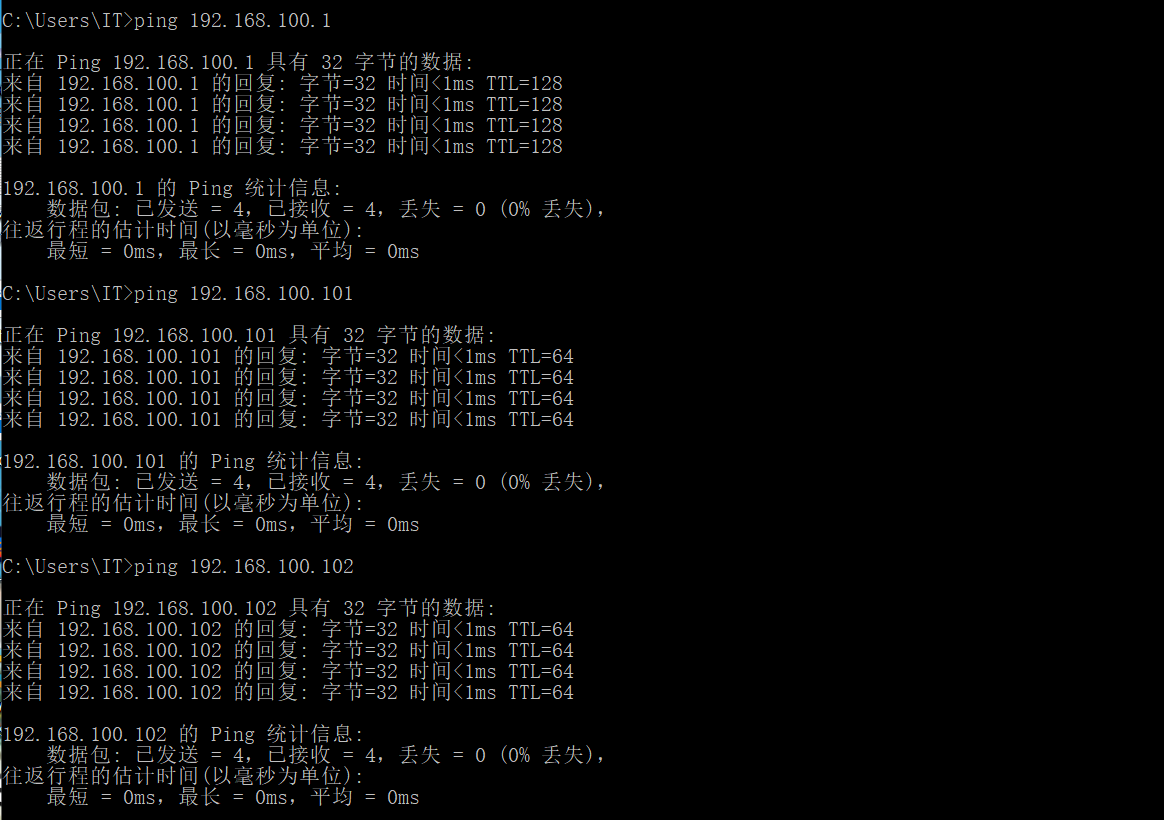 C:\Users\IT>ping 192.168.100.1
正在 Ping 192.168.100.1 具有 32 字节的数据:
来自 192.168.100.1 的回复: 字节=32 时间<1ms TTL=128
来自 192.168.100.1 的回复: 字节=32 时间<1ms TTL=128
来自 192.168.100.1 的回复: 字节=32 时间<1ms TTL=128
来自 192.168.100.1 的回复: 字节=32 时间<1ms TTL=128
192.168.100.1 的 Ping 统计信息:
数据包: 已发送 = 4，已接收 = 4，丢失 = 0 (0% 丢失)，
往返行程的估计时间(以毫秒为单位):
最短 = 0ms，最长 = 0ms，平均 = 0ms
C:\Users\IT>ping 192.168.100.101
正在 Ping 192.168.100.101 具有 32 字节的数据:
来自 192.168.100.101 的回复: 字节=32 时间<1ms TTL=64
来自 192.168.100.101 的回复: 字节=32 时间<1ms TTL=64
来自 192.168.100.101 的回复: 字节=32 时间<1ms TTL=64
来自 192.168.100.101 的回复: 字节=32 时间<1ms TTL=64
192.168.100.101 的 Ping 统计信息:
数据包: 已发送 = 4，已接收 = 4，丢失 = 0 (0% 丢失)，
往返行程的估计时间(以毫秒为单位):
最短 = 0ms，最长 = 0ms，平均 = 0ms
C:\Users\IT>ping 192.168.100.102
正在 Ping 192.168.100.102 具有 32 字节的数据:
来自 192.168.100.102 的回复: 字节=32 时间<1ms TTL=64
来自 192.168.100.102 的回复: 字节=32 时间<1ms TTL=64
来自 192.168.100.102 的回复: 字节=32 时间<1ms TTL=64
来自 192.168.100.102 的回复: 字节=32 时间<1ms TTL=64
192.168.100.102 的 Ping 统计信息:
数据包: 已发送 = 4，已接收 = 4，丢失 = 0 (0% 丢失)，
往返行程的估计时间(以毫秒为单位):
最短 = 0ms，最长 = 0ms，平均 = 0ms